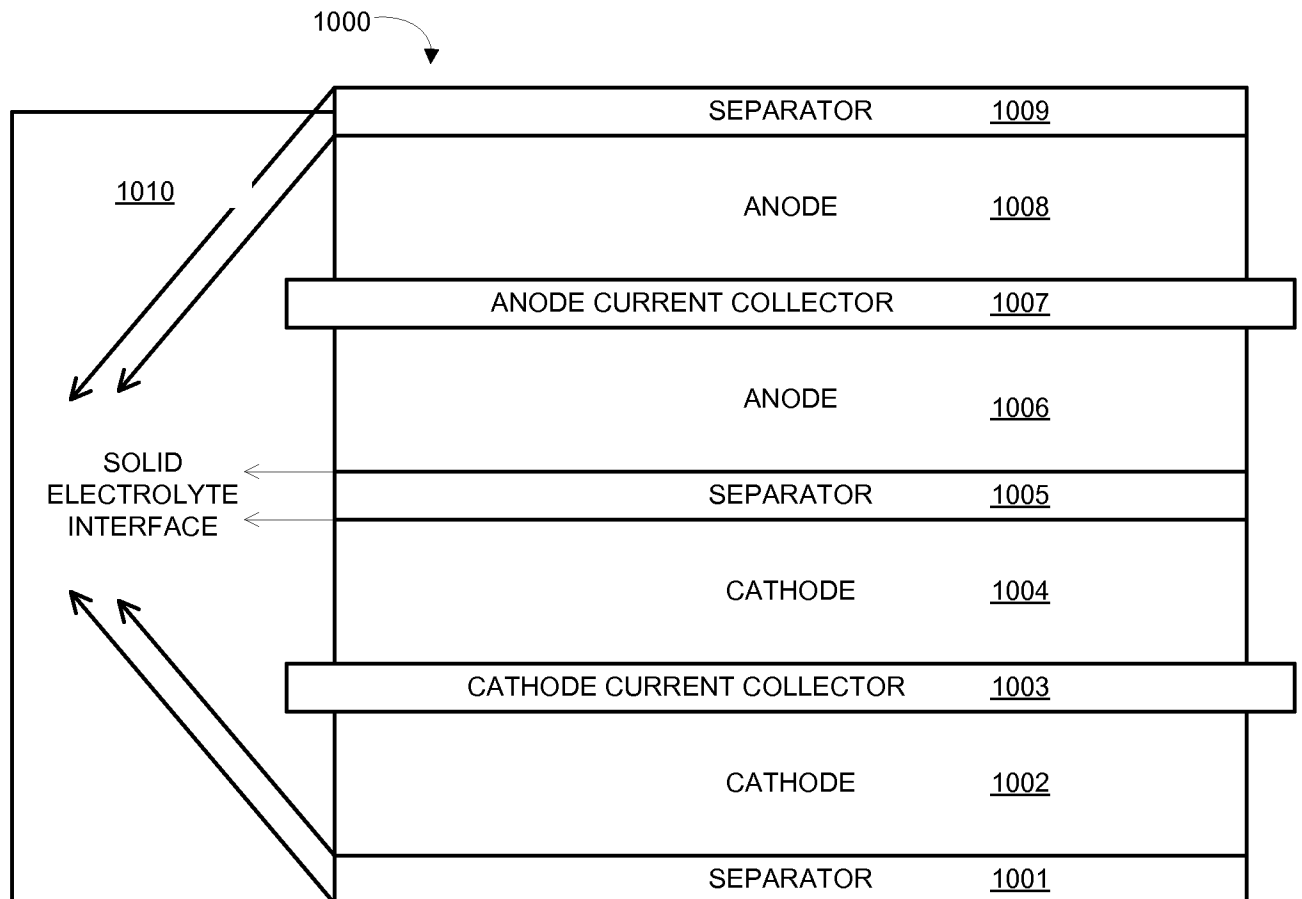 1000
SEPARATOR 1009
1010
ANODE 1008
ANODE CURRENT COLLECTOR 1007
ANODE 1006
SOLID
ELECTROLYTE
INTERFACE
SEPARATOR 1005
CATHODE 1004
CATHODE CURRENT COLLECTOR 1003
CATHODE 1002
SEPARATOR 1001